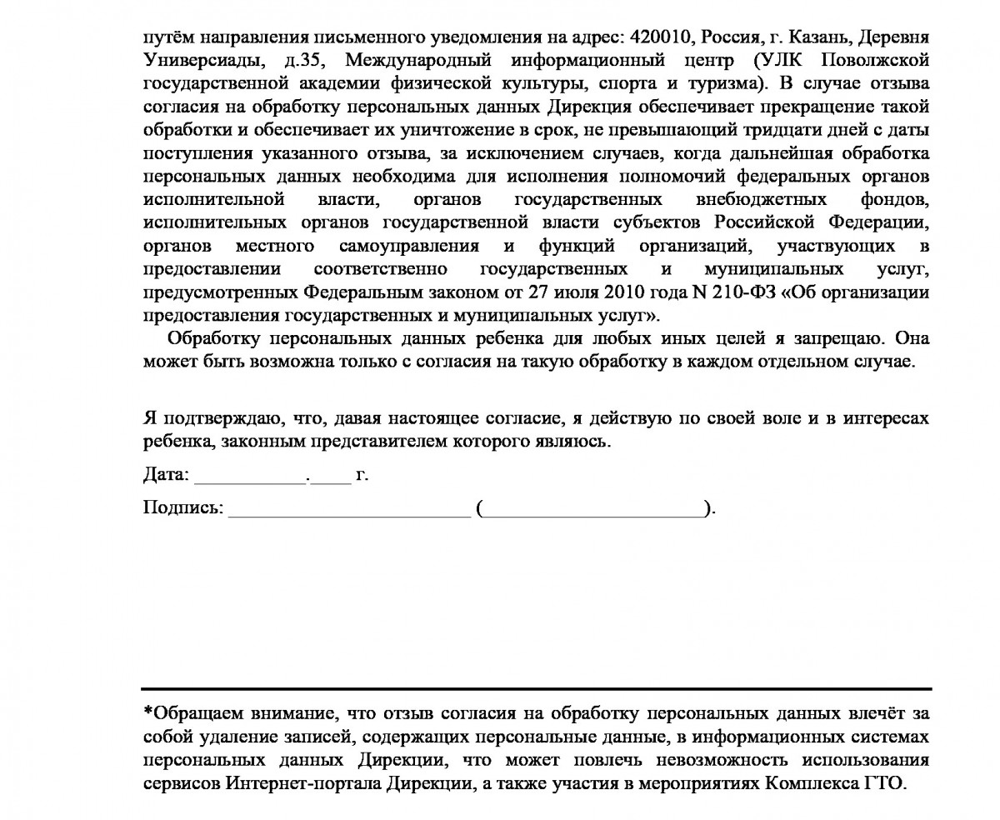 путём направления письменного уведомления на адрес: 420010, Россия, г. Казань, Деревня
Универсиады, д.35, Международный информационный центр (УЛК Поволжской
государственной академии физической культуры, спорта и туризма). В случае отзыва
согласия на обработку персональных данных Дирекция обеспечивает прекращение такой
обработки и обеспечивает их уничтожение в срок, не превышающий тридцати дней с даты
поступления указанного отзыва, за исключением случаев, когда дальнейшая обработка
персональных данных необходима для исполнения полномочий федеральных органов
исполнительной власти, органов государственных внебюджетных фондов,
исполнительных органов государственной власти субъектов Российской Федерации,
органов местного самоуправления и функций организаций, участвующих в
предоставлении соответственно государственных и муниципальных услуг,
предусмотренных Федеральным законом от 27 июля 2010 года N 210-ФЗ «Об организации
предоставления государственных и муниципальных услуг».
Обработку персональных данных ребенка для любых иных целей я запрещаю. Она
может быть возможна только с согласия на такую обработку в каждом отдельном случае.
Я подтверждаю, что, давая настоящее согласие, я действую по своей воле и в интересах
ребенка, законным представителем которого являюсь.
Дата: ___________.____ г.
Подпись: ________________________ (______________________).
*Обращаем внимание, что отзыв согласия на обработку персональных данных влечёт за
собой удаление записей, содержащих персональные данные, в информационных системах
персональных данных Дирекции, что может повлечь невозможность использования
сервисов Интернет-портала Дирекции, а также участия в мероприятиях Комплекса ГТО.